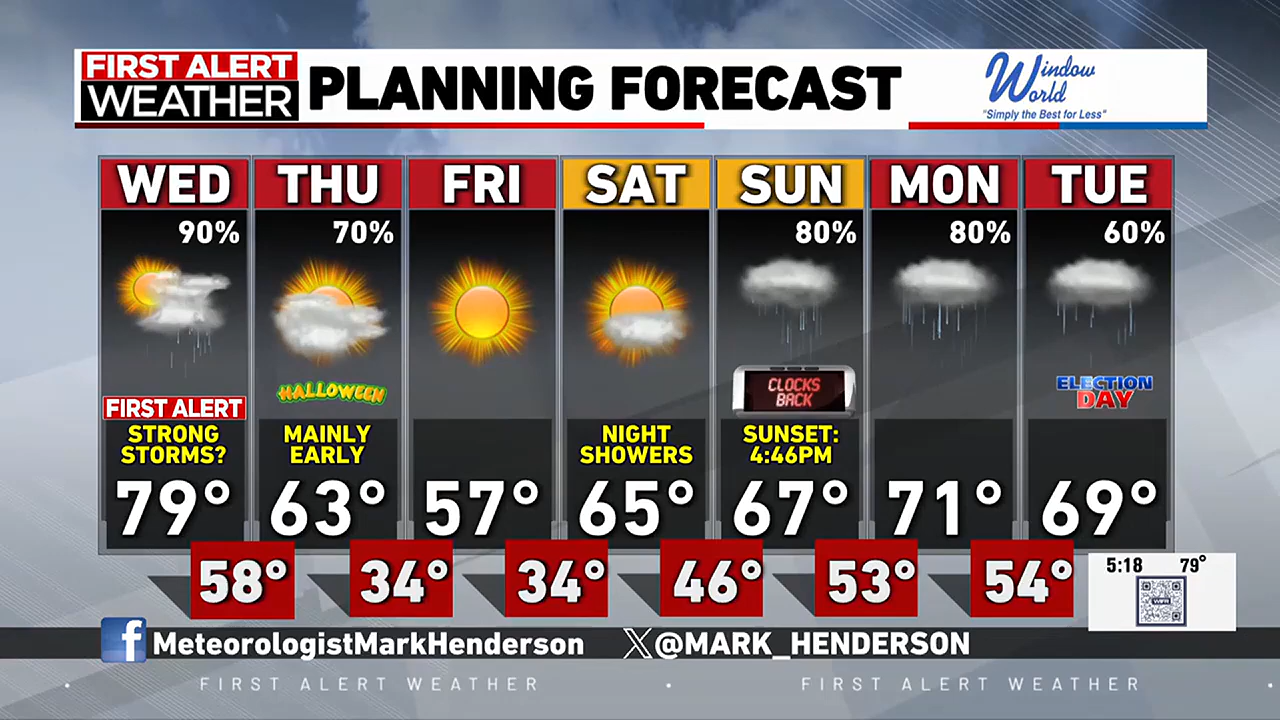 FIRST ALERT
WEATHER
PLANNING FORECAST
Window
World
"Simply the Best for Less"
WED THU FRI SAT SUN MON TUE
90% 70% 80% 80% 60%
HALLOWEEN
CLOCKS
BACK
ELECTION
DAY
FIRST ALERT
STRONG
STORMS?
MAINLY
EARLY
NIGHT
SHOWERS
SUNSET:
4:46PM
79° 63° 57° 65° 67° 71° 69°
58° 34° 34° 46° 53° 54°
5:18 79°
f MeteorologistMarkHenderson X@MARK_HENDERSON
FIRST ALERT WEATHER FIRST ALERT WEATHER